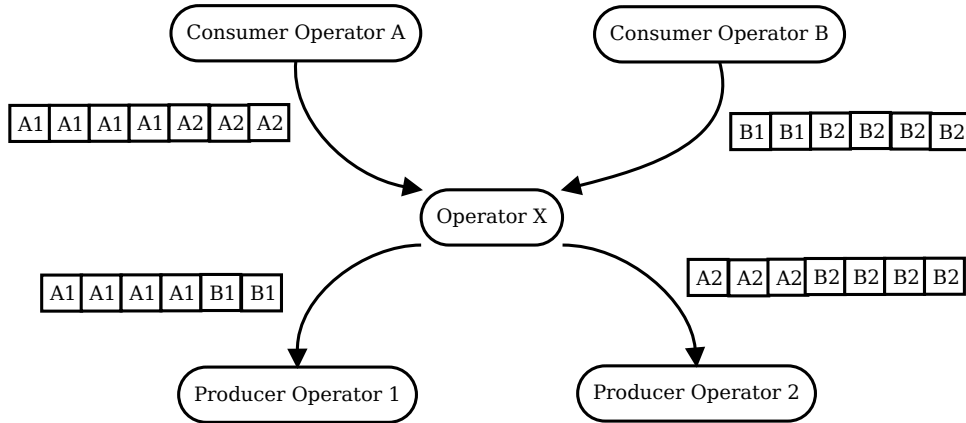 Consumer Operator A
Consumer Operator B
A1 A1 A1 A1 A2 A2 A2
B1 B1 B2 B2 B2 B2
Operator X
A1 A1 A1 A1 B1 B1
A2 A2 A2 B2 B2 B2 B2
Producer Operator 1
Producer Operator 2